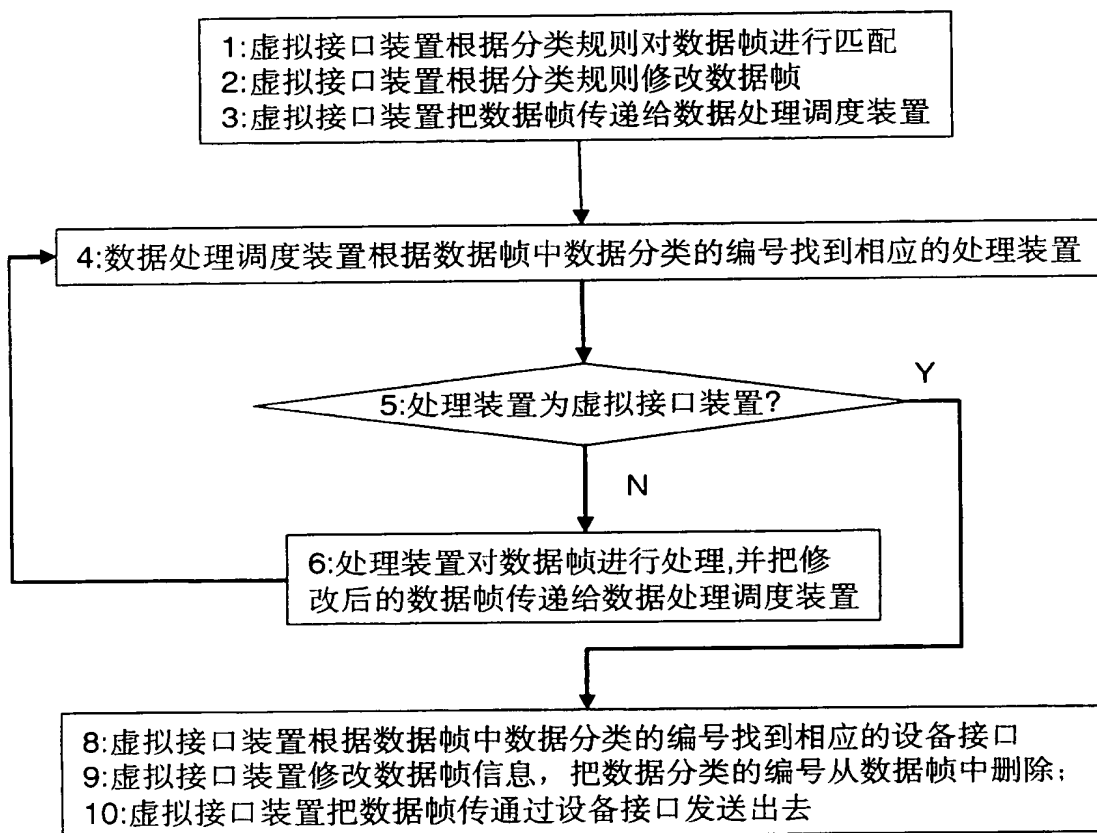 1:虚拟接口装置根据分类规则对数据帧进行匹配
2:虚拟接口装置根据分类规则修改数据帧
3:虚拟接口装置把数据帧传递给数据处理调度装置
4:数据处理调度装置根据数据帧中数据分类的编号找到相应的处理装置
5:处理装置为虚拟接口装置?
Y
N
6:处理装置对数据帧进行处理,并把修
改后的数据帧传递给数据处理调度装置
8:虚拟接口装置根据数据帧中数据分类的编号找到相应的设备接口
9:虚拟接口装置修改数据帧信息，把数据分类的编号从数据帧中删除；
10:虚拟接口装置把数据帧传通过设备接口发送出去